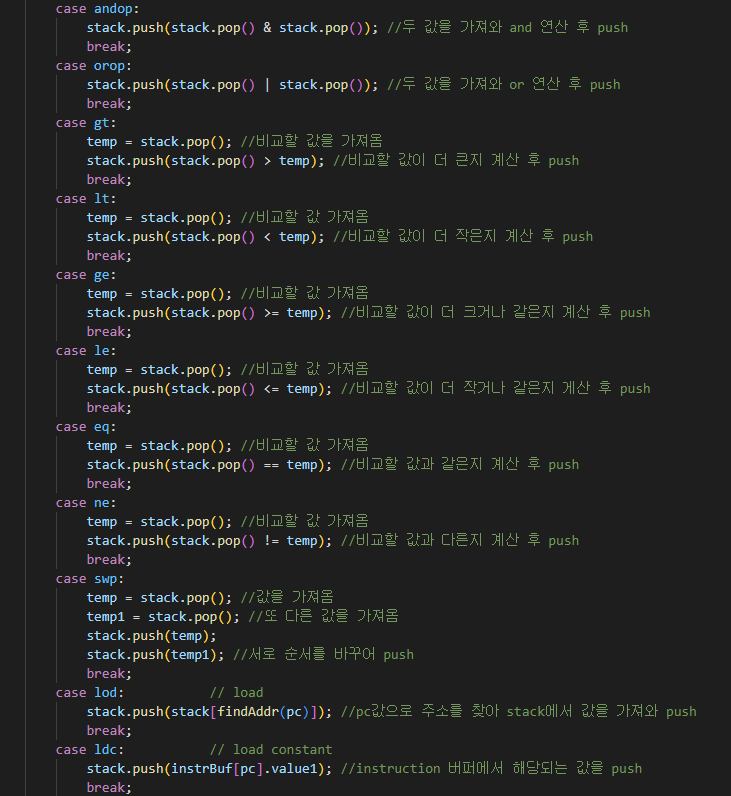 case andop:
    stack.push(stack.pop() & stack.pop()); //두 값을 가져와 and 연산 후 push
    break;
case orop:
    stack.push(stack.pop() | stack.pop()); //두 값을 가져와 or 연산 후 push
    break;
case gt:
    temp = stack.pop(); //비교할 값을 가져옴
    stack.push(stack.pop() > temp); //비교할 값이 더 큰지 계산 후 push
    break;
case lt:
    temp = stack.pop(); //비교할 값 가져옴
    stack.push(stack.pop() < temp); //비교할 값이 더 작은지 계산 후 push
    break;
case ge:
    temp = stack.pop(); //비교할 값 가져옴
    stack.push(stack.pop() >= temp); //비교할 값이 더 크거나 같은지 계산 후 push
    break;
case le:
    temp = stack.pop(); //비교할 값 가져옴
    stack.push(stack.pop() <= temp); //비교할 값이 더 작거나 같은지 계산 후 push
    break;
case eq:
    temp = stack.pop(); //비교할 값 가져옴
    stack.push(stack.pop() == temp); //비교할 값과 같은지 계산 후 push
    break;
case ne:
    temp = stack.pop(); //비교할 값 가져옴
    stack.push(stack.pop() != temp); //비교할 값과 다른지 계산 후 push
    break;
case swp:
    temp = stack.pop(); //값을 가져옴
    temp1 = stack.pop(); //또 다른 값을 가져옴
    stack.push(temp);
    stack.push(temp1); //서로 순서를 바꾸어 push
    break;
case lod:           // load
    stack.push(stack[findAddr(pc)]); //pc값으로 주소를 찾아 stack에서 값을 가져와 push
    break;
case ldc:           // load constant
    stack.push(instrBuf[pc].value1); //instruction 버퍼에서 해당되는 값을 push
    break;